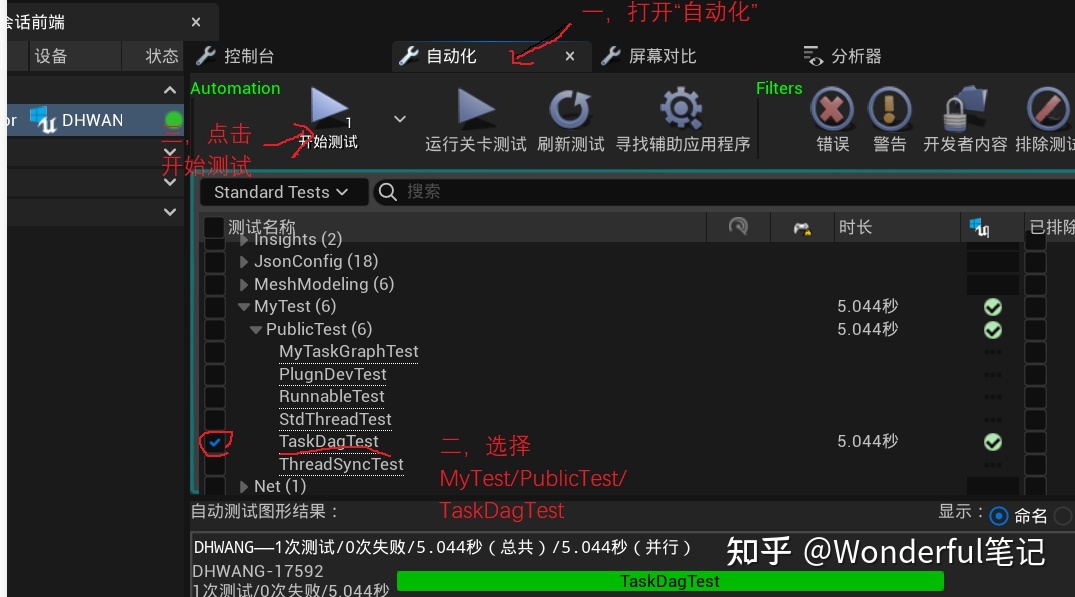 会话前端
一，打开“自动化”
设备
状态
控制台
自动化
屏幕对比
分析器
Automation
Filters
or
DHWAN
1
三，点击
开始测试
开始测试
运行关卡测试
刷新测试
寻找辅助应用程序
错误
警告
开发者内容
排除测试
Standard Tests
搜索
测试名称
时长
已排除
Insights (2)
JsonConfig (18)
MeshModeling (6)
MyTest (6)
5.044秒
PublicTest (6)
5.044秒
MyTaskGraphTest
PlugnDevTest
RunnableTest
StdThreadTest
TaskDagTest
5.044秒
ThreadSyncTest
Net (1)
二，选择
MyTest/PublicTest/
TaskDagTest
自动测试图形结果：
显示：
命名
DHWANG——1次测试/0次失败/5.044秒（总共）/5.044秒（并行）
DHWANG-17592
1次测试/0次失败/5.044秒
TaskDagTest
知乎 @Wonderful笔记